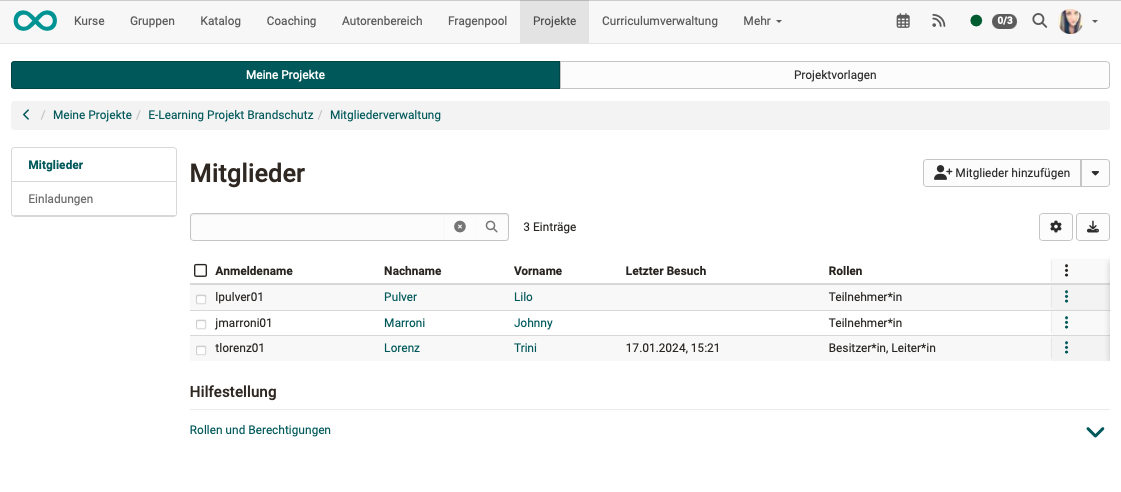 Kurse Gruppen Katalog Coaching Autorenbereich Fragenpool Projekte Curriculumverwaltung Mehr 0/3
Meine Projekte Projektvorlagen
/ Meine Projekte / E-Learning Projekt Brandschutz / Mitgliederverwaltung
Mitglieder
Einladungen
Mitglieder
Mitglieder hinzufügen
3 Einträge
Anmeldename Nachname Vorname Letzter Besuch Rollen
lpulver01 Pulver Lilo Teilnehmer*in
jmarroni01 Marroni Johnny Teilnehmer*in
tlorenz01 Lorenz Trini 17.01.2024, 15:21 Besitzer*in, Leiter*in
Hilfestellung
Rollen und Berechtigungen